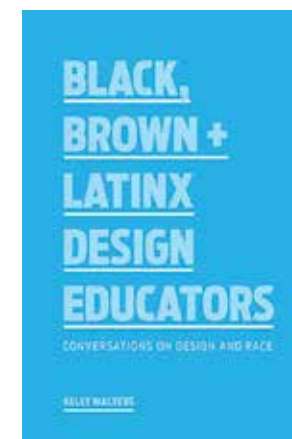 BLACK,
BROWN +
LATINX
DESIGN
EDUCATORS
CONVERSATIONS ON DESIGN AND RACE
KELLY WALTERS